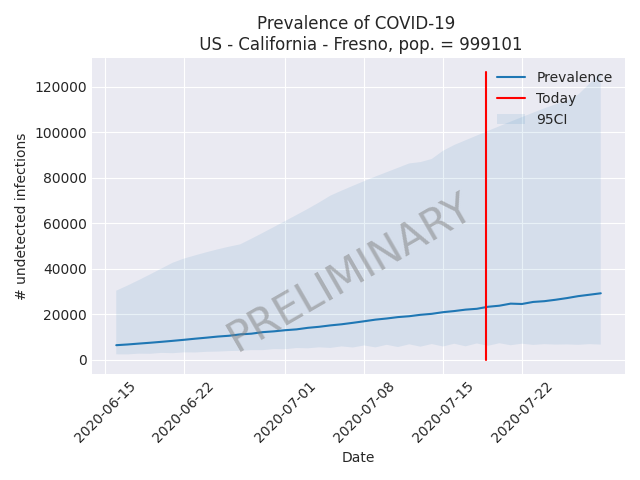 Prevalence of COVID-19
US - California - Fresno, pop. = 999101
Prevalence
Today
95CI
120000
100000
80000
60000
40000
20000
0
# undetected infections
PRELIMINARY
2020-06-15
2020-06-22
2020-07-01
2020-07-08
2020-07-15
2020-07-22
Date